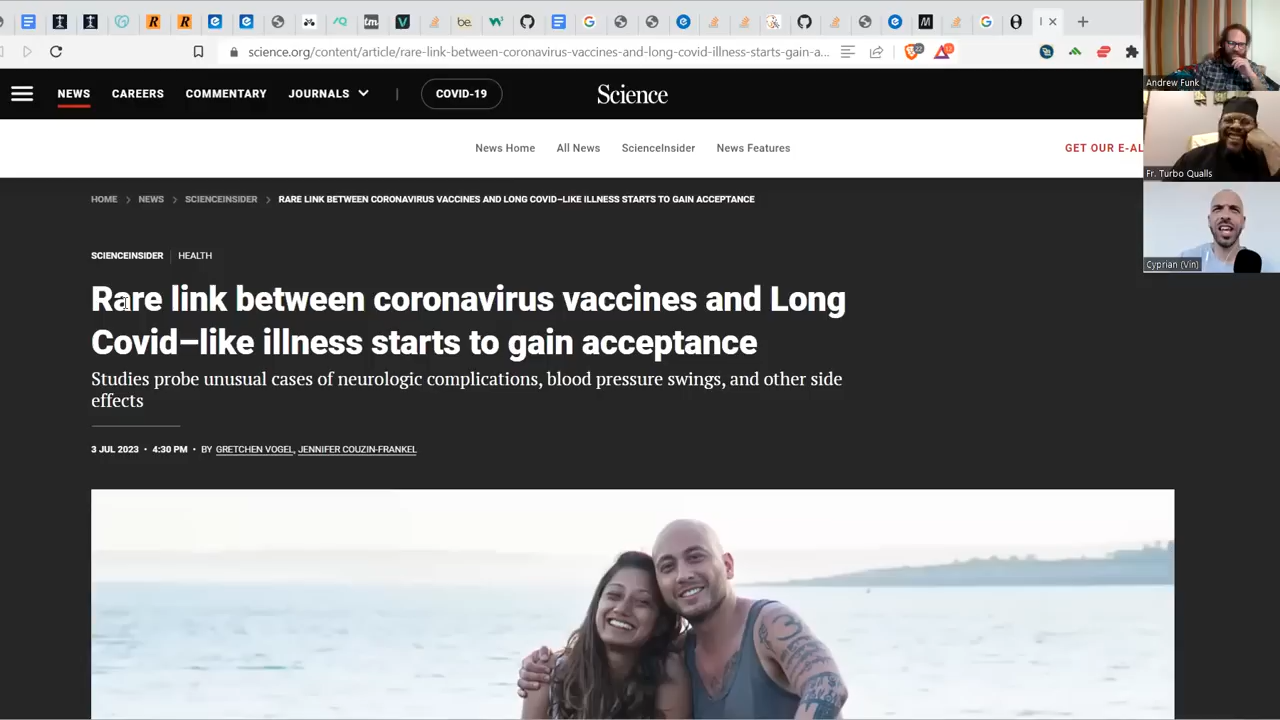 science.org/content/article/rare-link-between-coronavirus-vaccines-and-long-covid-illness-starts-gain-a...
NEWS CAREERS COMMENTARY JOURNALS | COVID-19 Science
News Home All News ScienceInsider News Features GET OUR E-AL
HOME > NEWS > SCIENCEINSIDER > RARE LINK BETWEEN CORONAVIRUS VACCINES AND LONG COVID–LIKE ILLNESS STARTS TO GAIN ACCEPTANCE
SCIENCEINSIDER | HEALTH
Rare link between coronavirus vaccines and Long
Covid–like illness starts to gain acceptance
Studies probe unusual cases of neurologic complications, blood pressure swings, and other side
effects
3 JUL 2023 • 4:30 PM • BY GRETCHEN VOGEL, JENNIFER COUZIN-FRANKEL
Andrew Funk
Fr. Turbo Qualls
Cyprian (Vin)